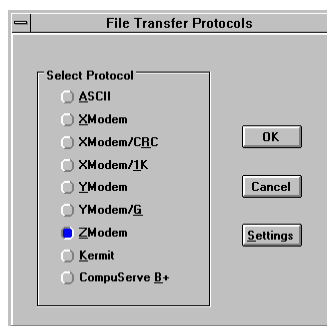 File Transfer Protocols
Select Protocol
ASCII
XModem
XModem/CRC
XModem/1K
YModem
YModem/G
ZModem
Kermit
CompuServe B+
OK
Cancel
Settings